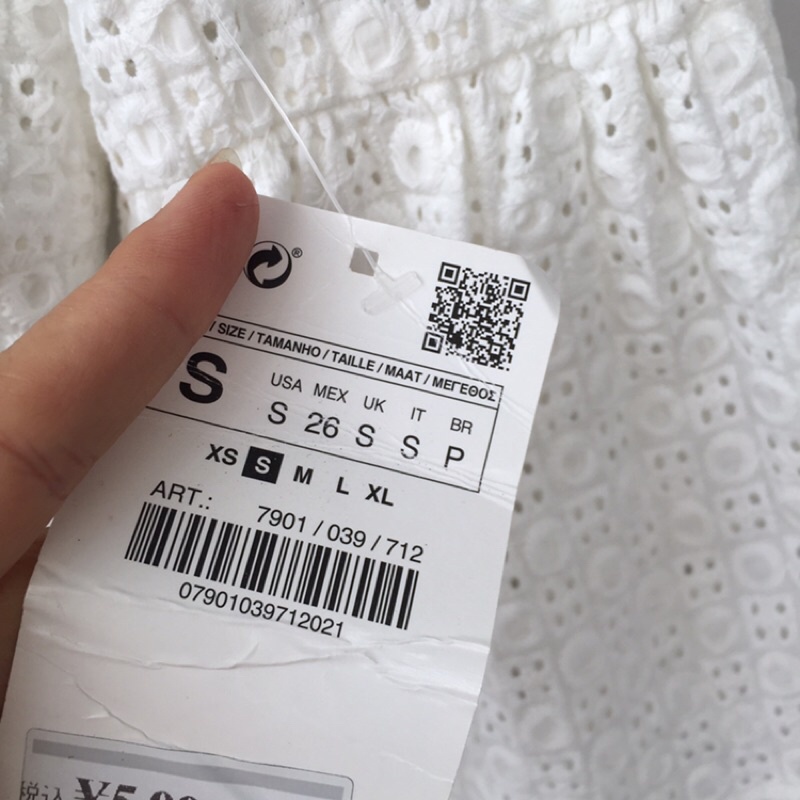 ®
/ SIZE / TAMANHO / TAILLE / MAAT / ΜΕΓΕΘΟΣ
S
USA MEX UK IT BR
S 26 S S P
XS S M L XL
ART.: 7901 / 039 / 712
07901039712021
税込